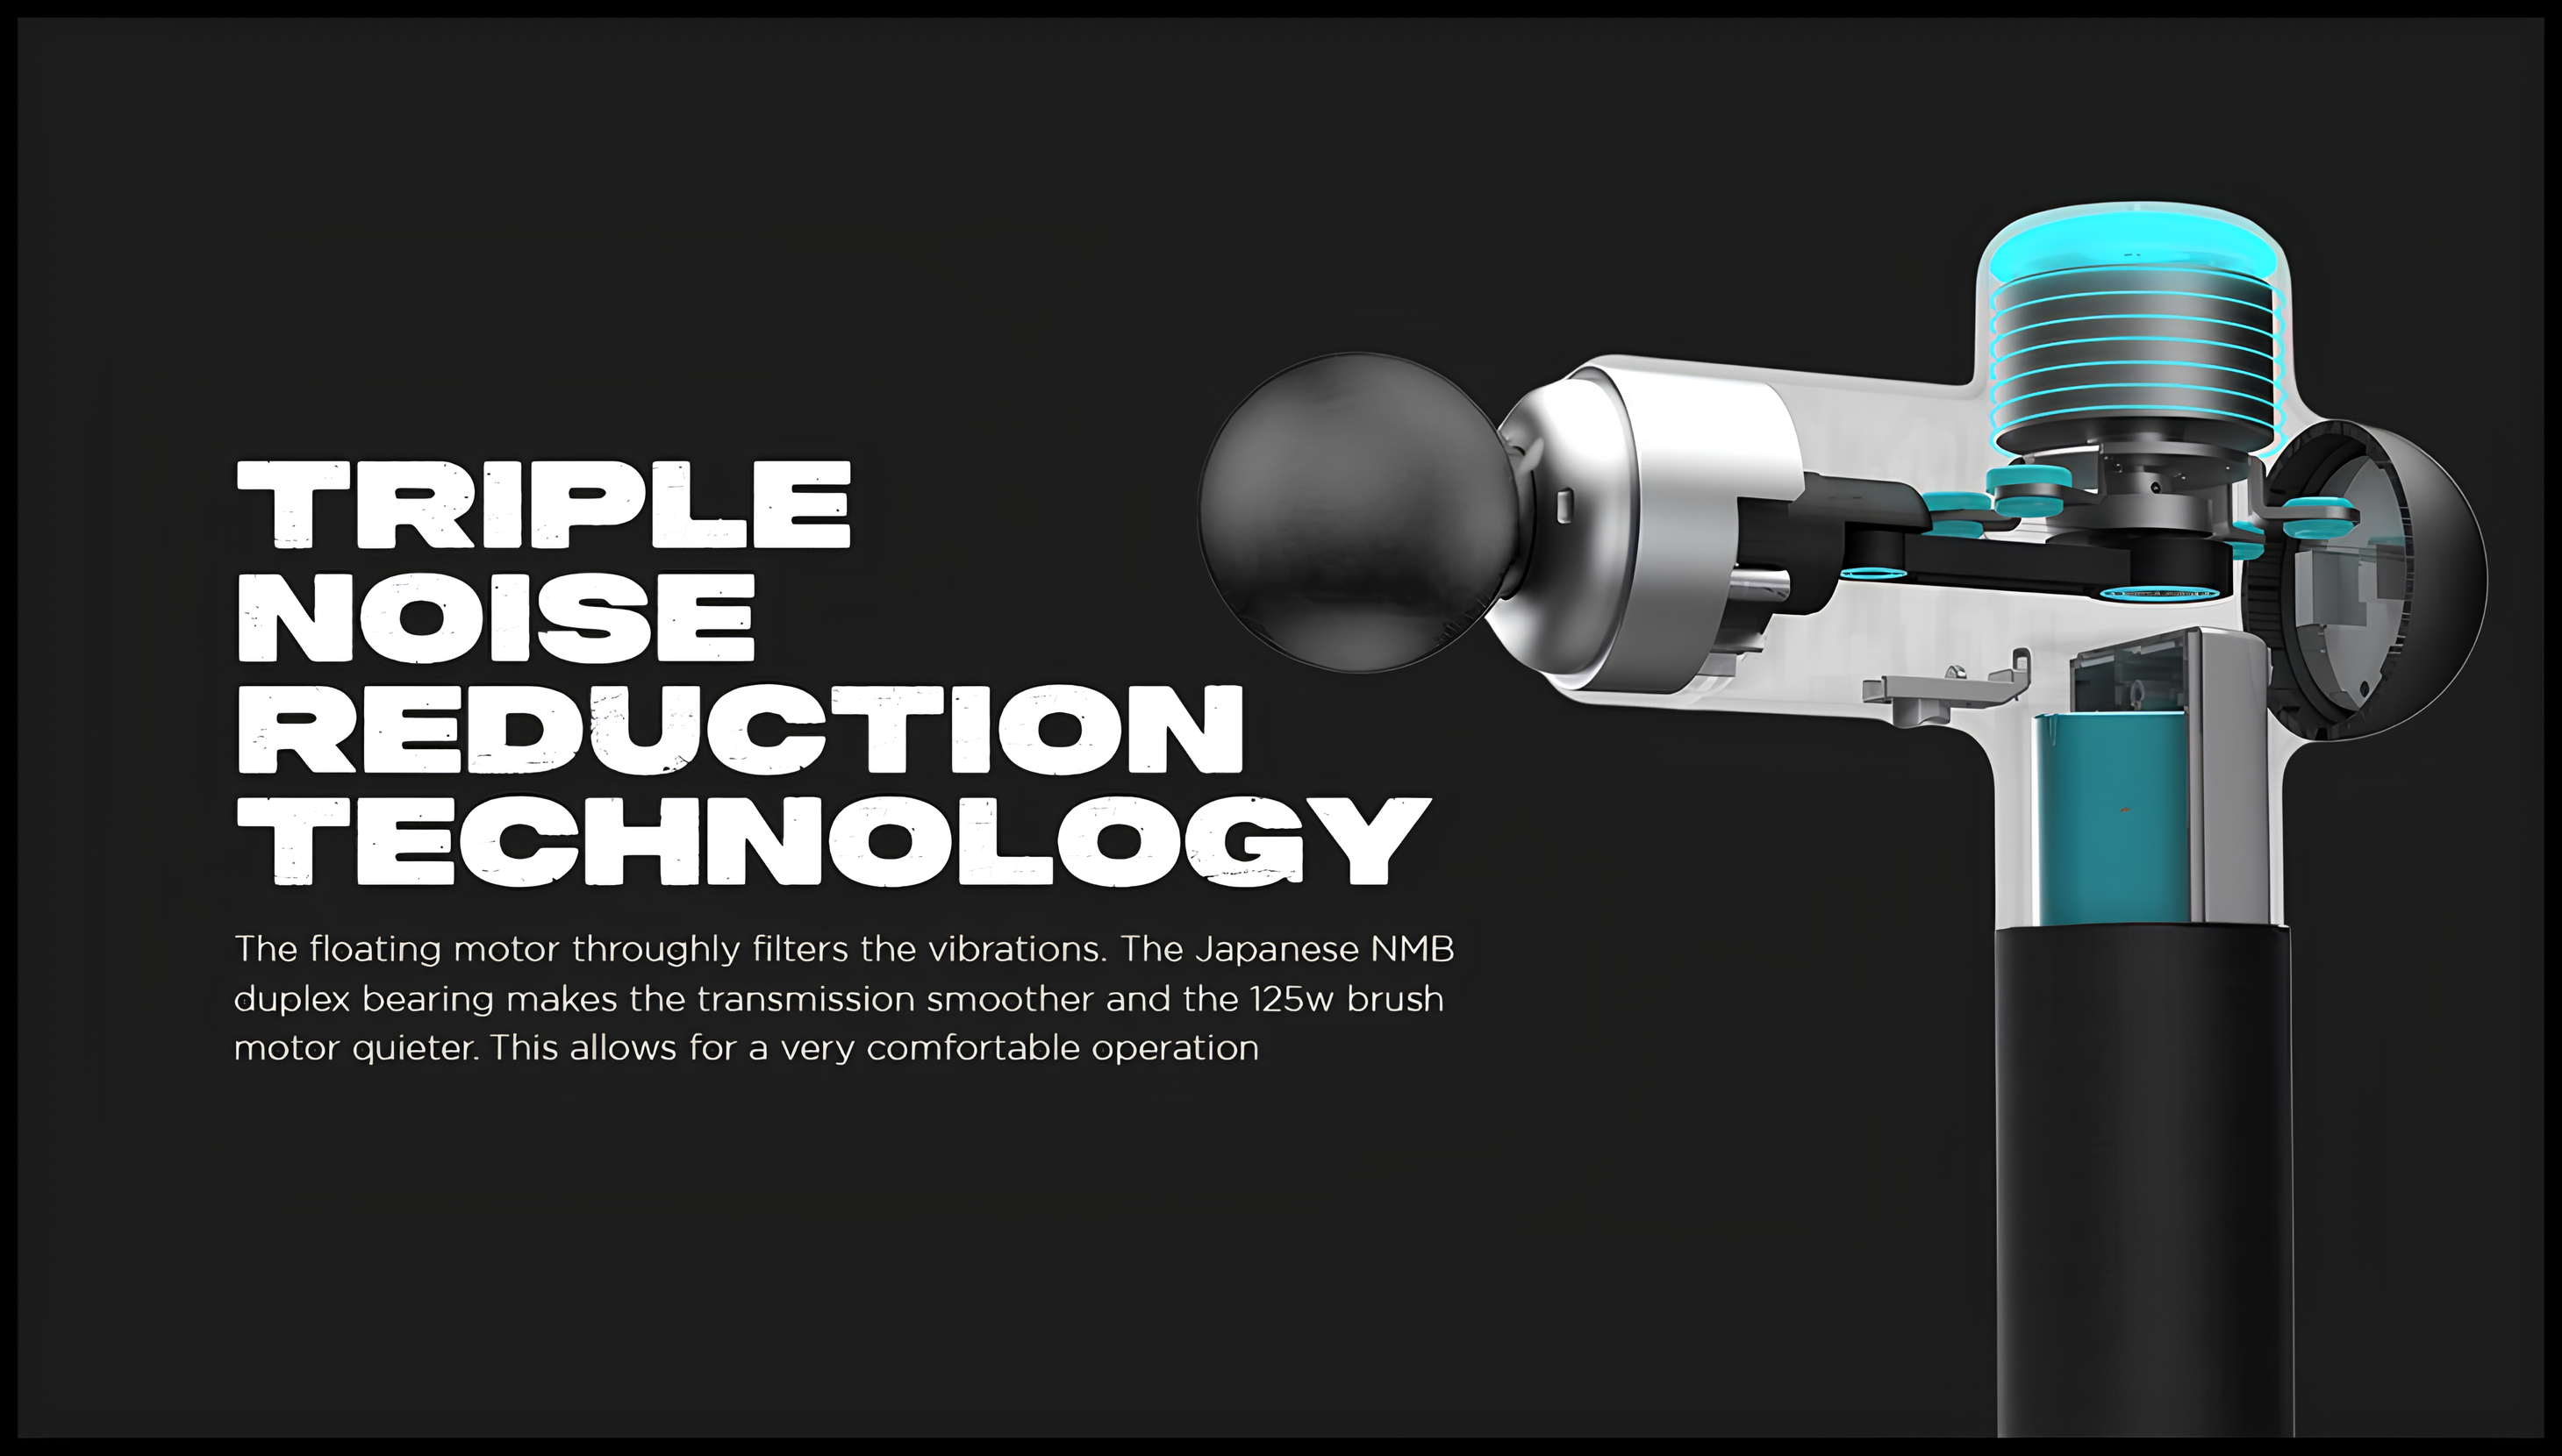 TRIPLE
NOISE
REDUCTION
TECHNOLOGY
The floating motor throughly filters the vibrations. The Japanese NMB
duplex bearing makes the transmission smoother and the 125w brush
motor quieter. This allows for a very comfortable operation